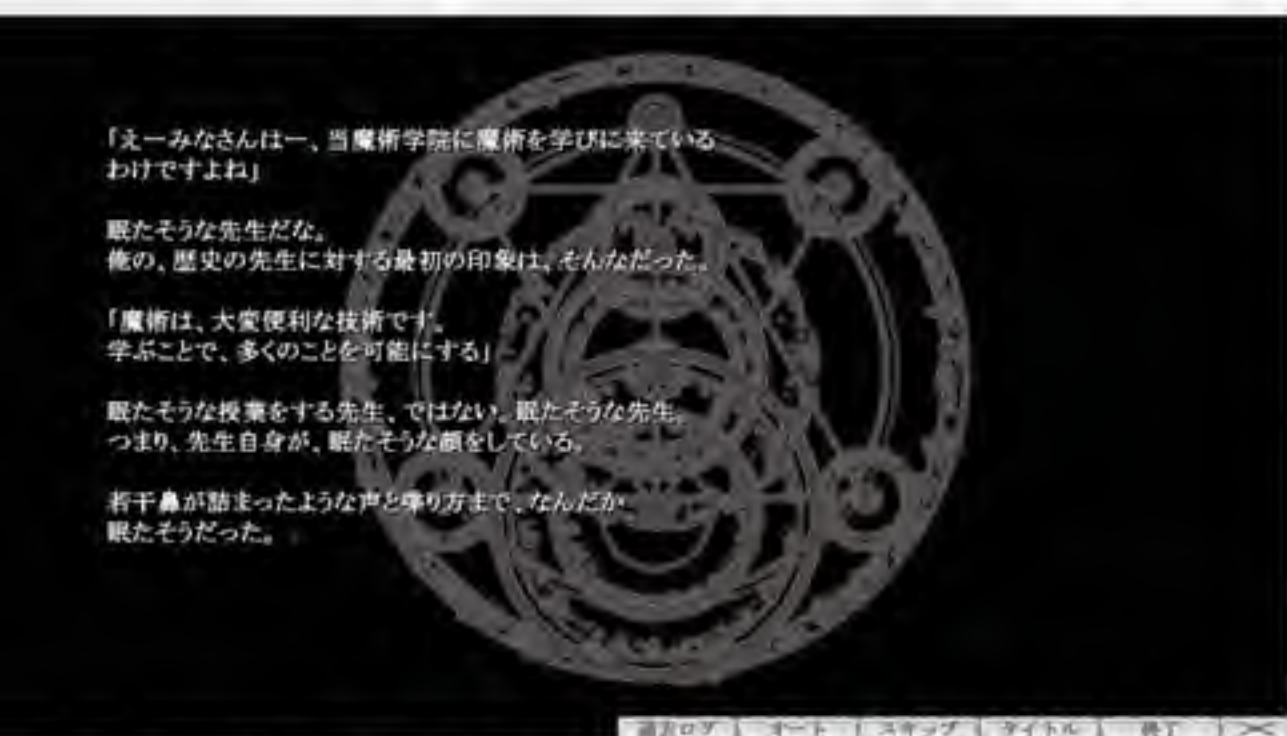 「えーみなさんはー、当魔術学院に魔術を学びに来ている
わけですよね」
眠たそうな先生だな。
俺の、歴史の先生に対する最初の印象は、そんなだった。
「魔術は、大変便利な技術です。
学ぶことで、多くのことを可能にする」
眠たそうな授業をする先生、ではない。眠たそうな先生。
つまり、先生自身が、眠たそうな顔をしている。
若干鼻が詰まったような声と喋り方まで、なんだか
眠たそうだった。
過去ログ オート スキップ タイトル 終了